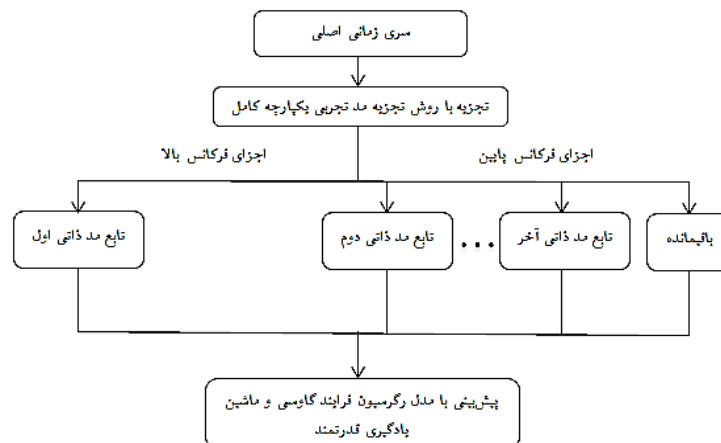 سری زمانی اصلی
تجزیه با روش تجزیه مد تجربی یکپارچه کامل
اجزای فرکانس بالا
اجزای فرکانس پایین
تابع مد ذاتی اول
تابع مد ذاتی دوم
...
تابع مد ذاتی آخر
باقیمانده
پیش‌بینی با مدل رگرسیون فرایند گاوسی و ماشین
یادگیری قدرتمند